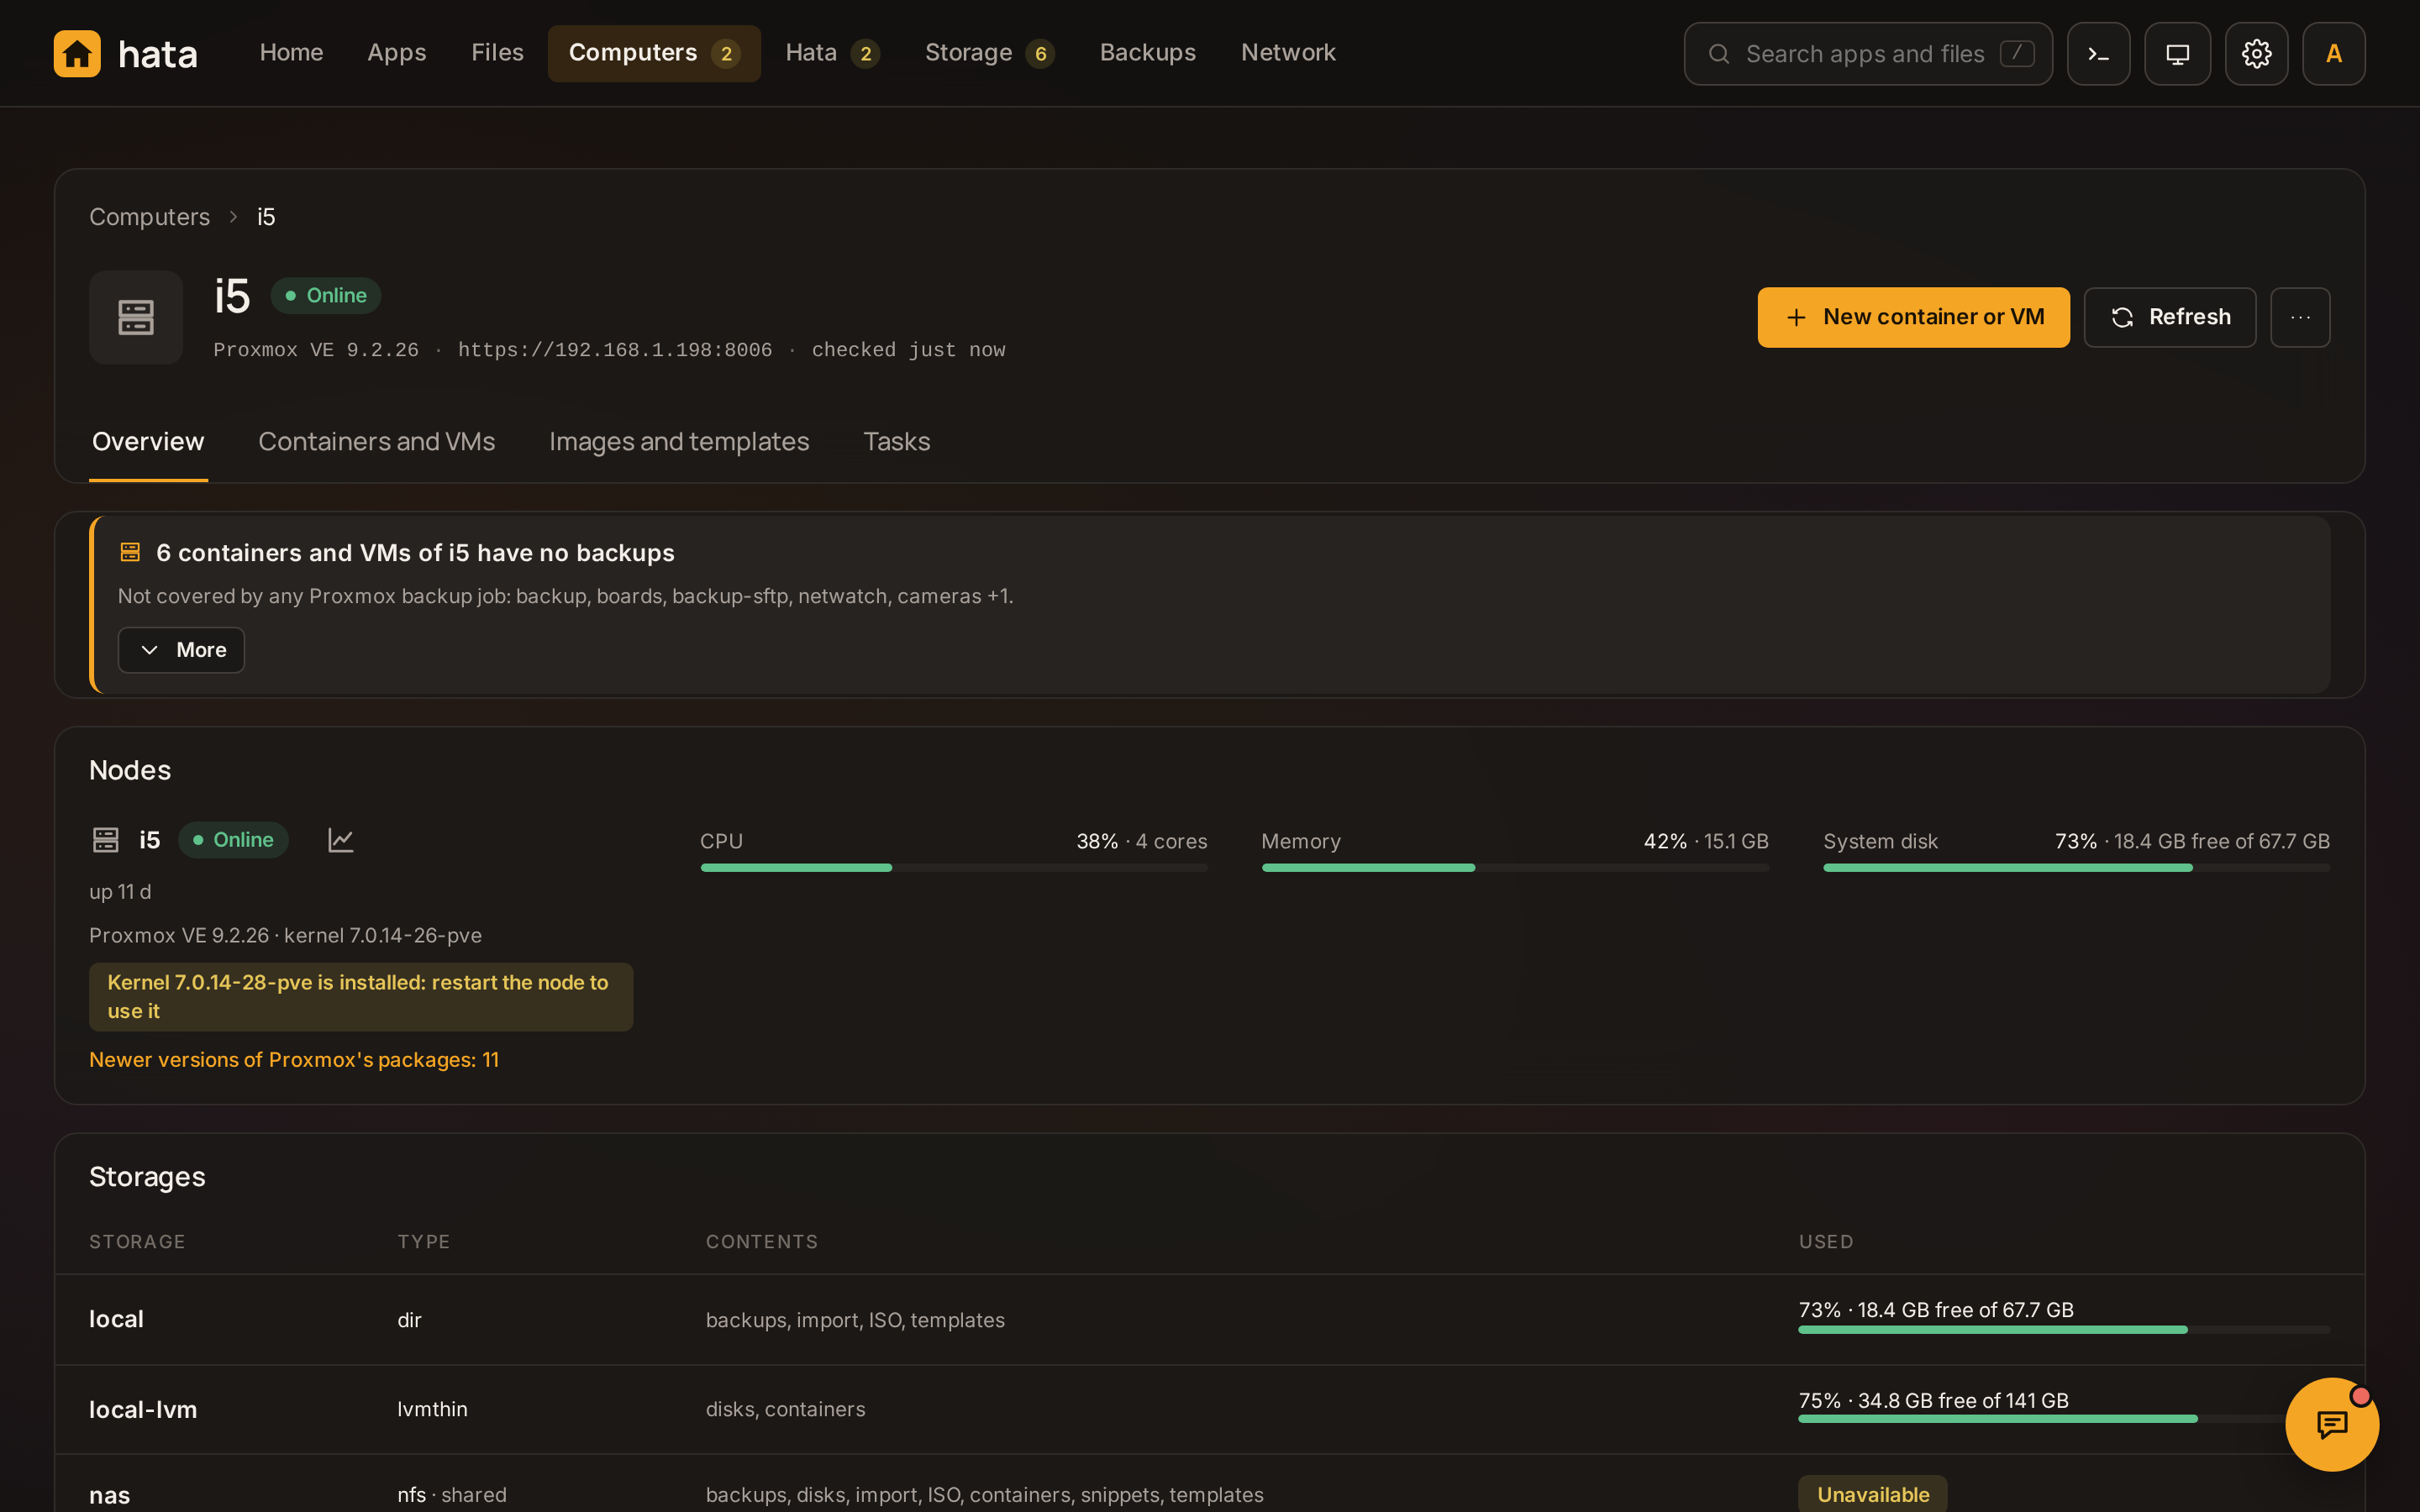 hata
Home
Apps
Files
Computers 2
Hata 2
Storage 6
Backups
Network
Search apps and files /
A
Computers > i5
i5
Online
Proxmox VE 9.2.26 · https://192.168.1.198:8006 · checked just now
+ New container or VM
Refresh
...
Overview
Containers and VMs
Images and templates
Tasks
6 containers and VMs of i5 have no backups
Not covered by any Proxmox backup job: backup, boards, backup-sftp, netwatch, cameras +1.
More
Nodes
i5
Online
CPU 38% · 4 cores
Memory 42% · 15.1 GB
System disk 73% · 18.4 GB free of 67.7 GB
up 11 d
Proxmox VE 9.2.26 · kernel 7.0.14-26-pve
Kernel 7.0.14-28-pve is installed: restart the node to
use it
Newer versions of Proxmox's packages: 11
Storages
STORAGE TYPE CONTENTS USED
local dir backups, import, ISO, templates 73% · 18.4 GB free of 67.7 GB
local-lvm lvmthin disks, containers 75% · 34.8 GB free of 141 GB
nas nfs · shared backups, disks, import, ISO, containers, snippets, templates Unavailable